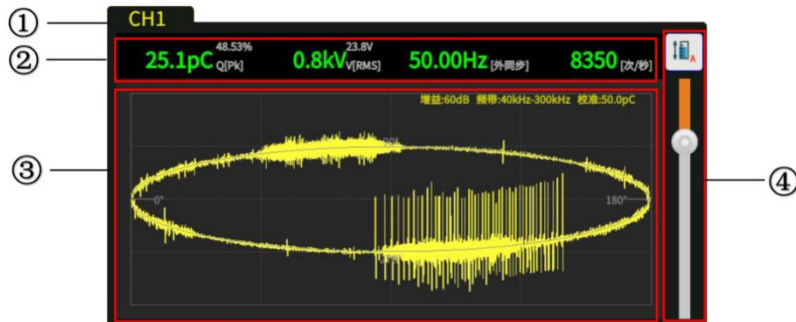 ① CH1
② 25.1pC 48.53% Q[Pk] 0.8kV 23.8V V[RMS] 50.00Hz [外同步] 8350 [次/秒]
A
增益:60dB 频带:40kHz-300kHz 校准:50.0pC
90°
③ 0° 180° ④